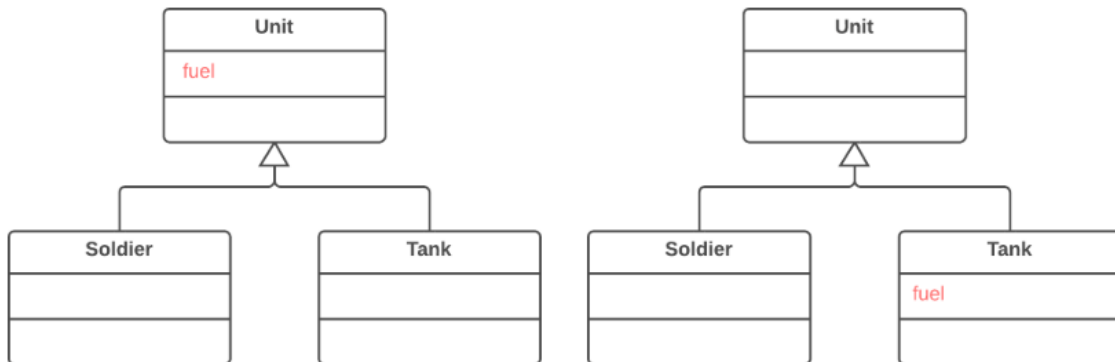 Unit
fuel
Soldier
Tank
Unit
Soldier
Tank
fuel